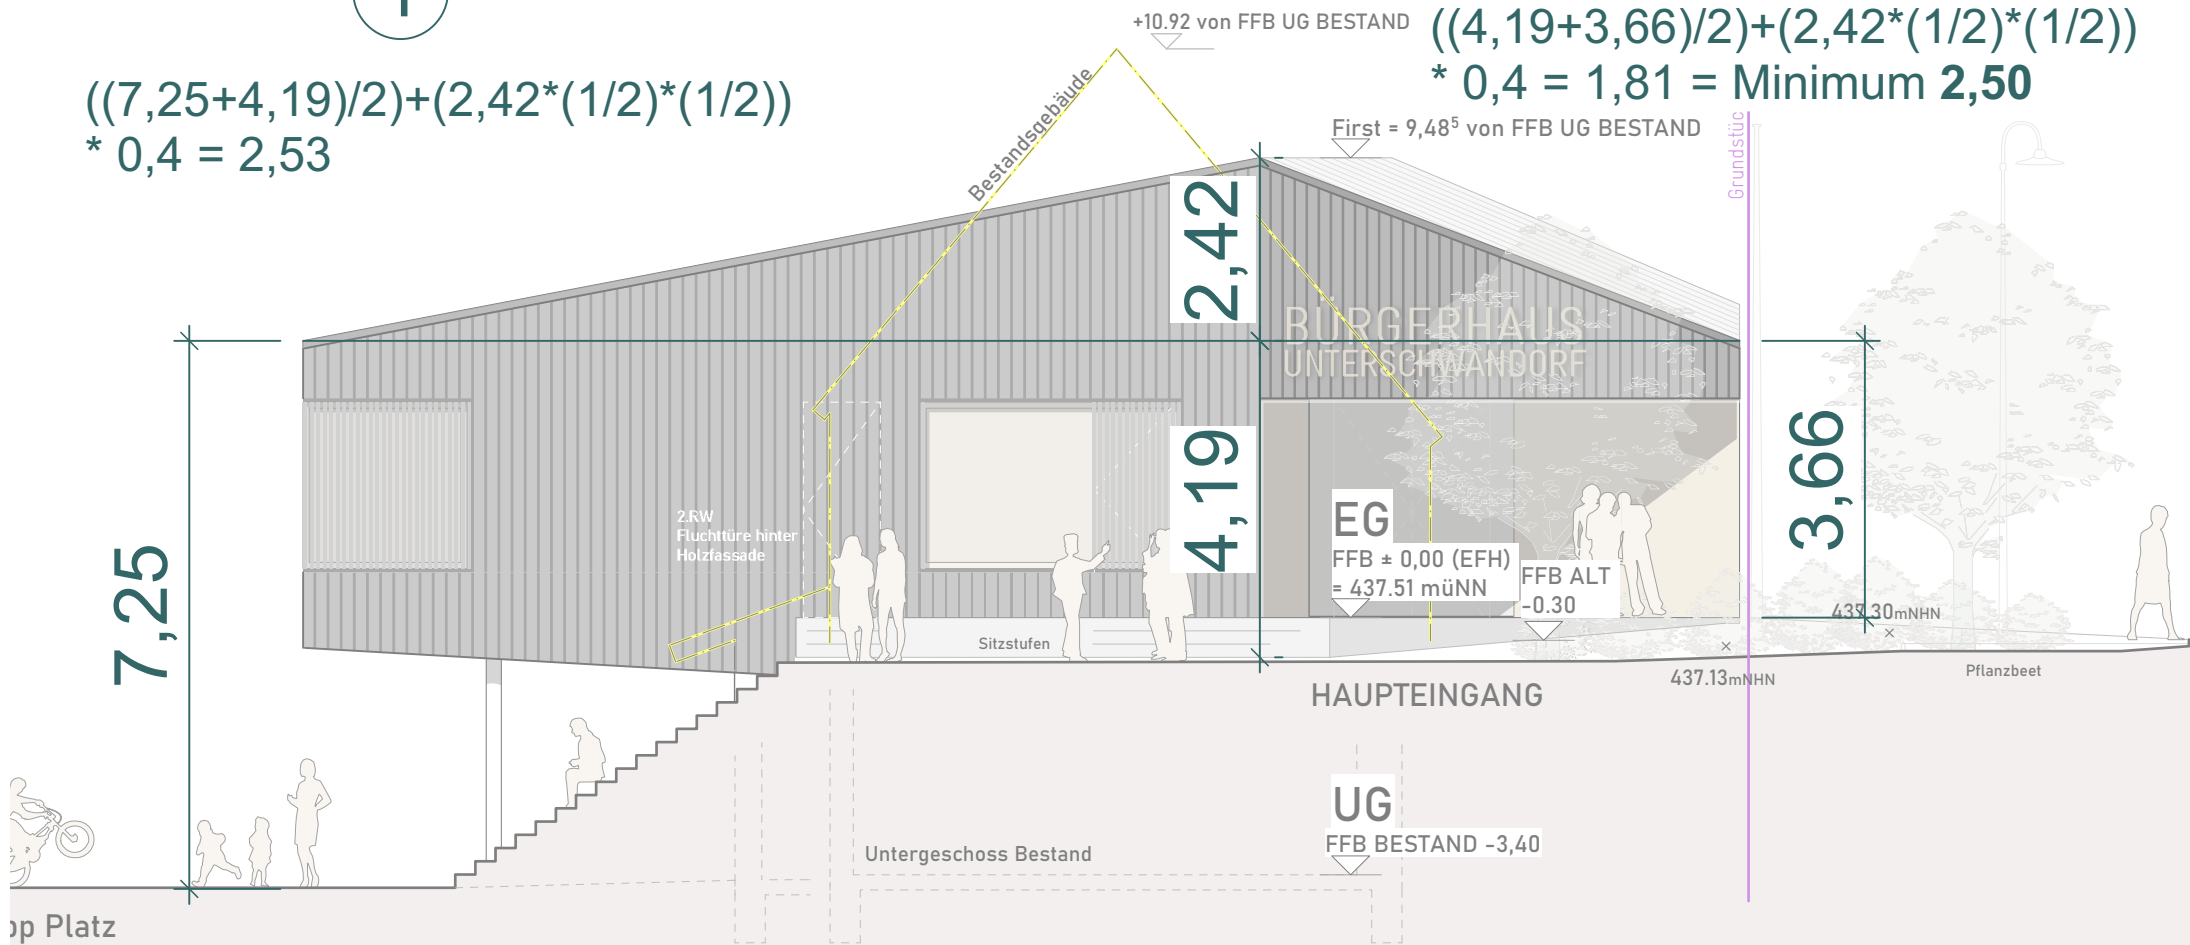 +10.92 von FFB UG BESTAND
((4,19+3,66)/2)+(2,42*(1/2)*(1/2))
* 0,4 = 1,81 = Minimum 2,50
((7,25+4,19)/2)+(2,42*(1/2)*(1/2))
* 0,4 = 2,53
Bestandsgebäude
First = 9,48⁵ von FFB UG BESTAND
Grundstüc
2,42
BÜRGERHAUS
UNTERSCHWANDORF
4,19
3,66
7,25
2.RW
Fluchttüre hinter
Holzfassade
EG
FFB ± 0,00 (EFH)
= 437.51 müNN
FFB ALT
-0.30
437.30mNHN
Sitzstufen
437.13mNHN
Pflanzbeet
HAUPTEINGANG
UG
FFB BESTAND -3,40
Untergeschoss Bestand
Platz